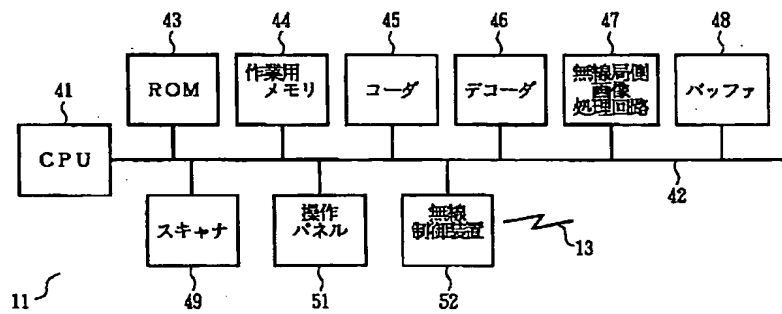 43
44
45
46
47
48
ROM
作業用
メモリ
コーダ
デコーダ
無線局側
画像
処理回路
バッファ
41
CPU
42
スキャナ
操作
パネル
無線
制御装置
13
11
49
51
52